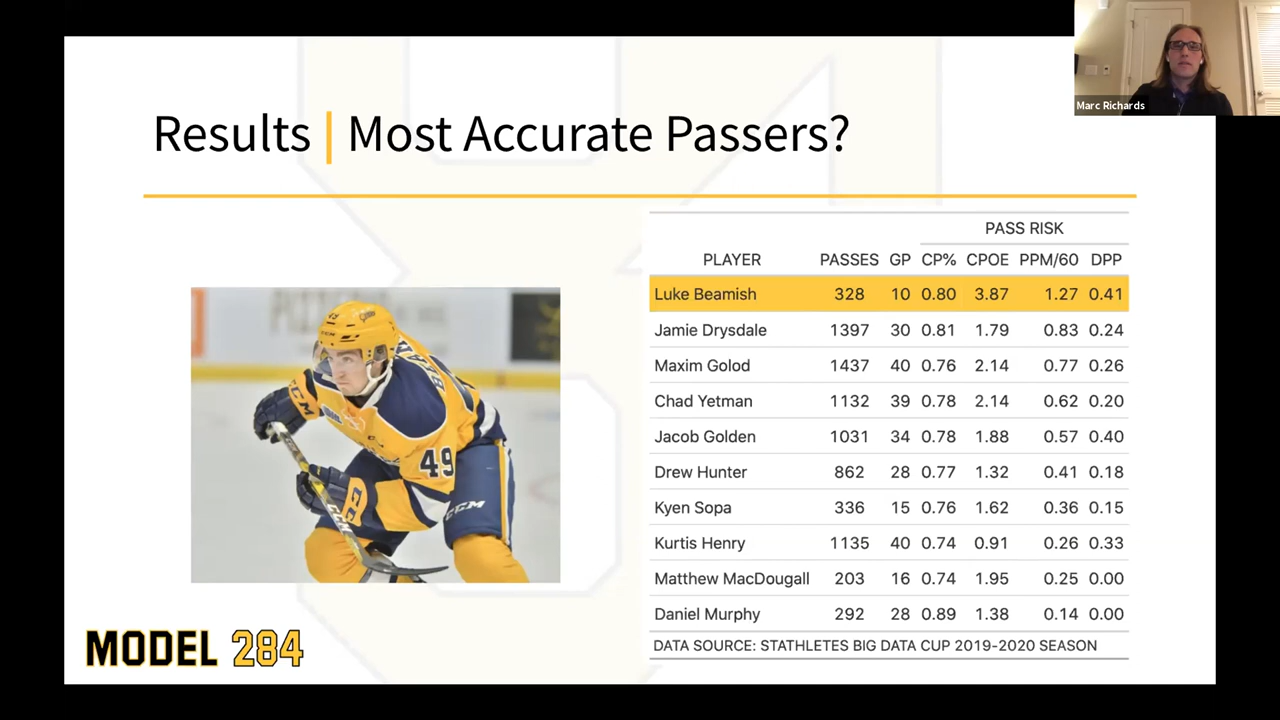 Marc Richards
Results | Most Accurate Passers?
PASS RISK
PLAYER PASSES GP CP% CPOE PPM/60 DPP
Luke Beamish 328 10 0.80 3.87 1.27 0.41
Jamie Drysdale 1397 30 0.81 1.79 0.83 0.24
Maxim Golod 1437 40 0.76 2.14 0.77 0.26
Chad Yetman 1132 39 0.78 2.14 0.62 0.20
Jacob Golden 1031 34 0.78 1.88 0.57 0.40
Drew Hunter 862 28 0.77 1.32 0.41 0.18
Kyen Sopa 336 15 0.76 1.62 0.36 0.15
Kurtis Henry 1135 40 0.74 0.91 0.26 0.33
Matthew MacDougall 203 16 0.74 1.95 0.25 0.00
Daniel Murphy 292 28 0.89 1.38 0.14 0.00
DATA SOURCE: STATHLETES BIG DATA CUP 2019-2020 SEASON
49
CCM
CCM
MODEL 284